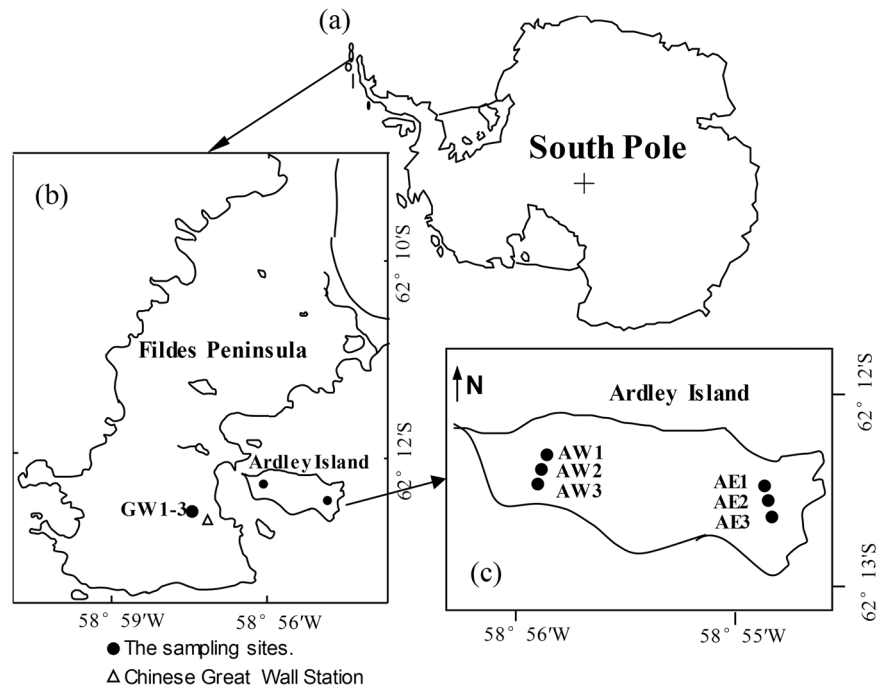 (a)
South Pole
(b)
62° 10'S
Fildes Peninsula
62° 12'S
Ardley Island
GW1-3
58° 59'W
58° 56'W
N
Ardley Island
62° 12'S
AW1
AW2
AW3
AE1
AE2
AE3
(c)
62° 13'S
58° 56'W
58° 55'W
The sampling sites.
Chinese Great Wall Station